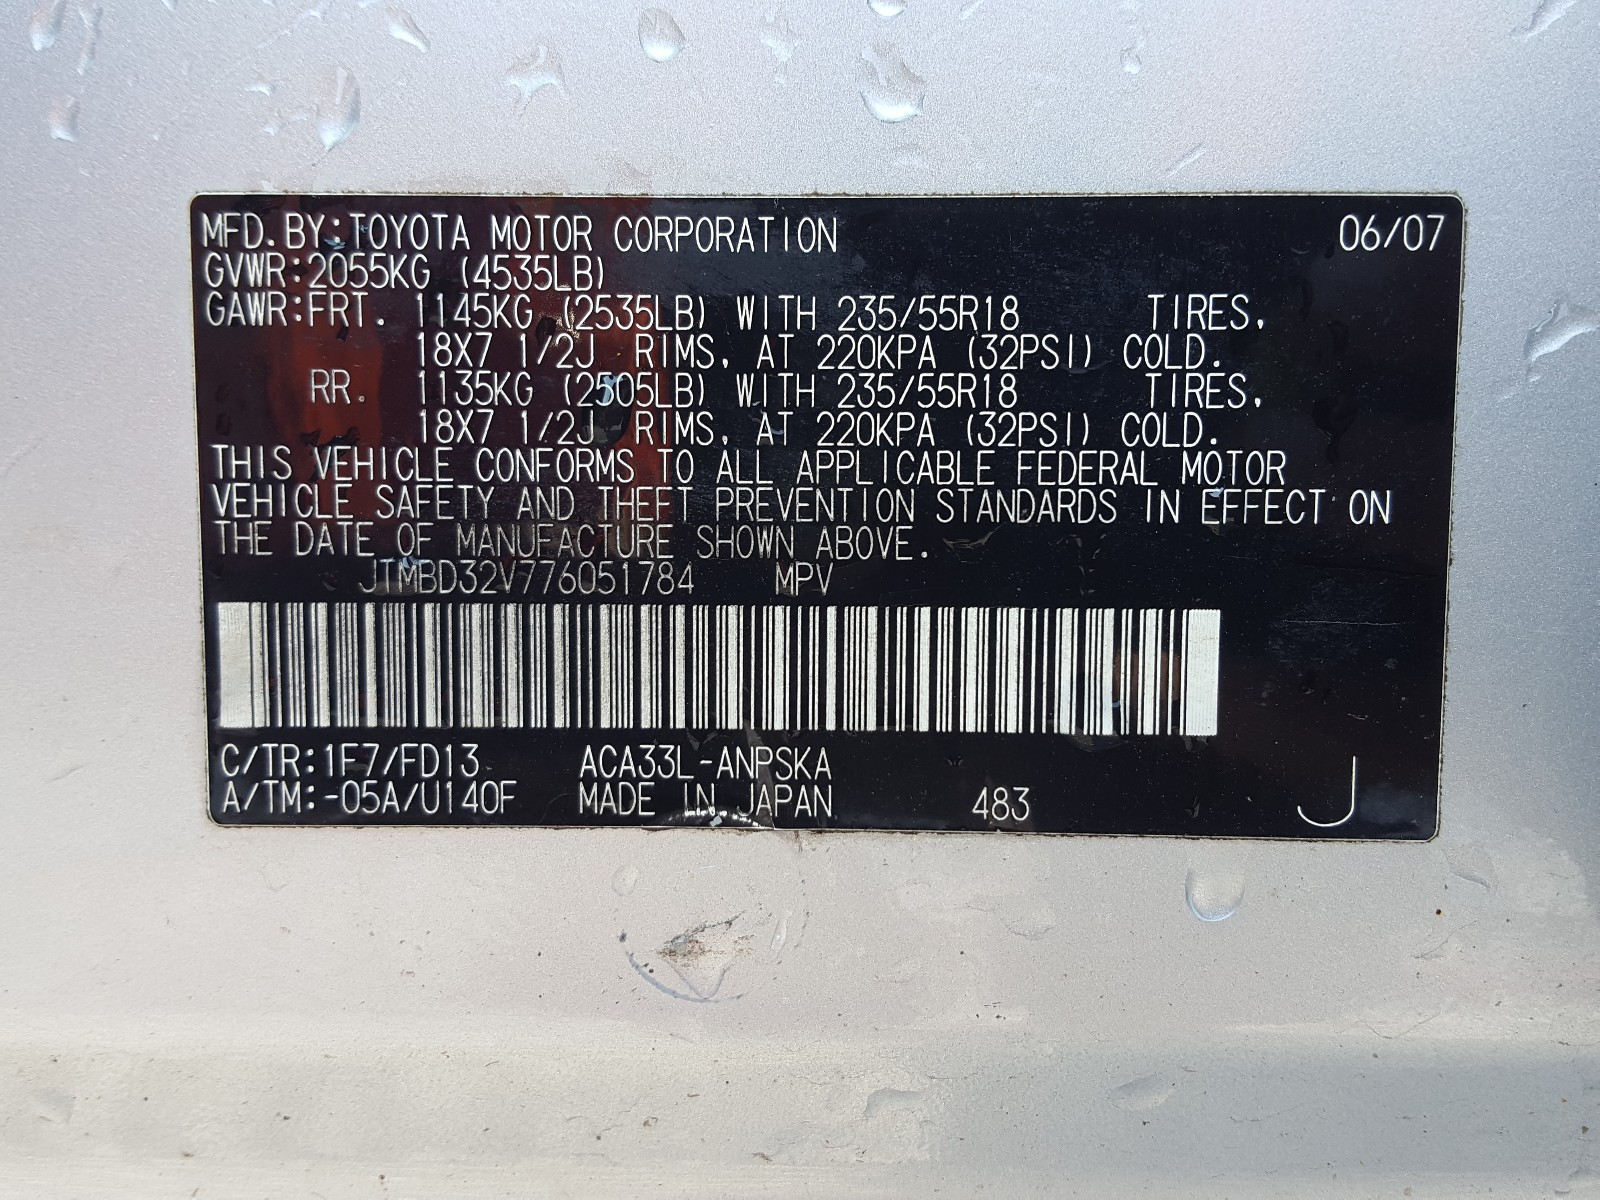 MFD. BY: TOYOTA MOTOR CORPORATION 06/07
GVWR: 2055KG (4535LB)
GAWR: FRT. 1145KG (2535LB) WITH 235/55R18 TIRES,
18X7 1/2J RIMS, AT 220KPA (32PSI) COLD.
RR. 1135KG (2505LB) WITH 235/55R18 TIRES,
18X7 1/2J RIMS, AT 220KPA (32PSI) COLD.
THIS VEHICLE CONFORMS TO ALL APPLICABLE FEDERAL MOTOR
VEHICLE SAFETY AND THEFT PREVENTION STANDARDS IN EFFECT ON
THE DATE OF MANUFACTURE SHOWN ABOVE.
JTMBD32V776051784 MPV
C/TR: 1F7/FD13 ACA33L-ANPSKA
A/TM: -05A/U140F MADE IN JAPAN 483 J